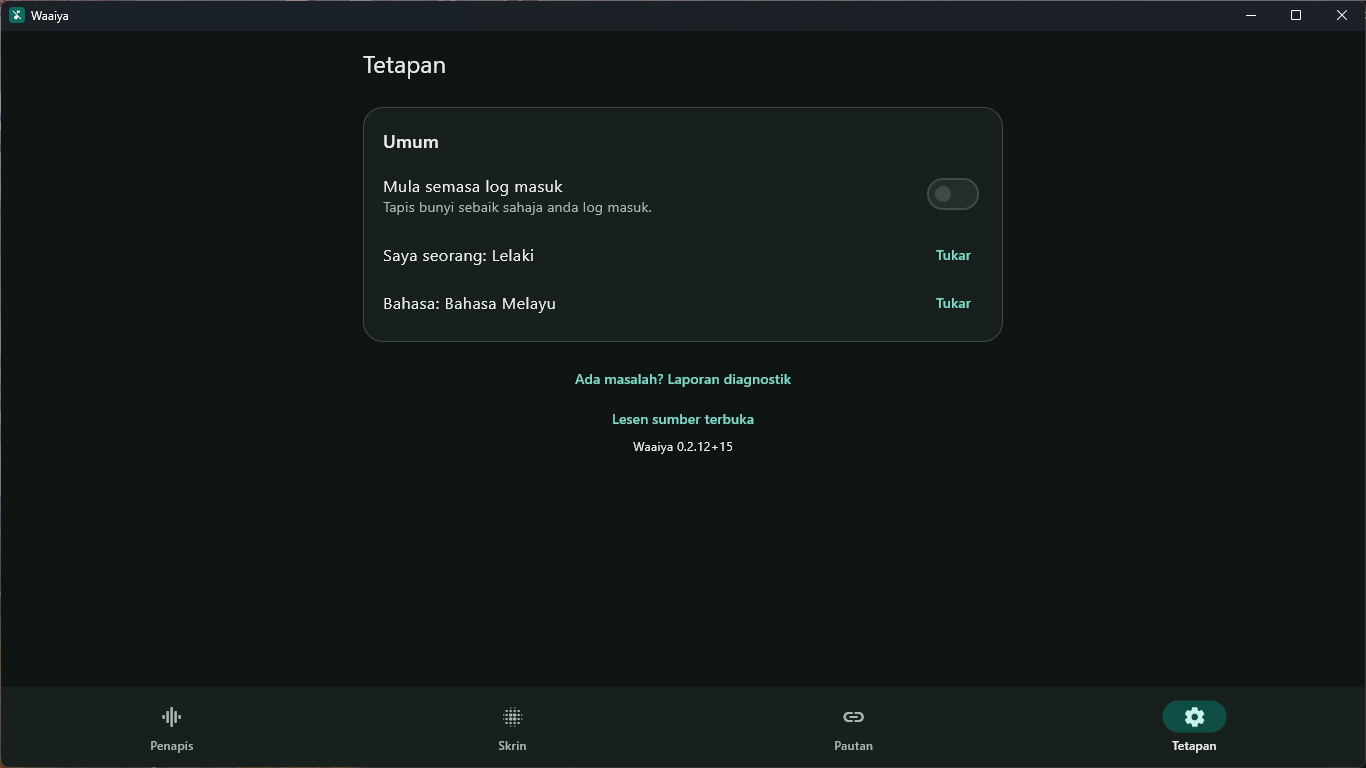 Waaiya
Tetapan
Umum
Mula semasa log masuk
Tapis bunyi sebaik sahaja anda log masuk.
Saya seorang: Lelaki
Tukar
Bahasa: Bahasa Melayu
Tukar
Ada masalah? Laporan diagnostik
Lesen sumber terbuka
Waaiya 0.2.12+15
Penapis
Skrin
Pautan
Tetapan